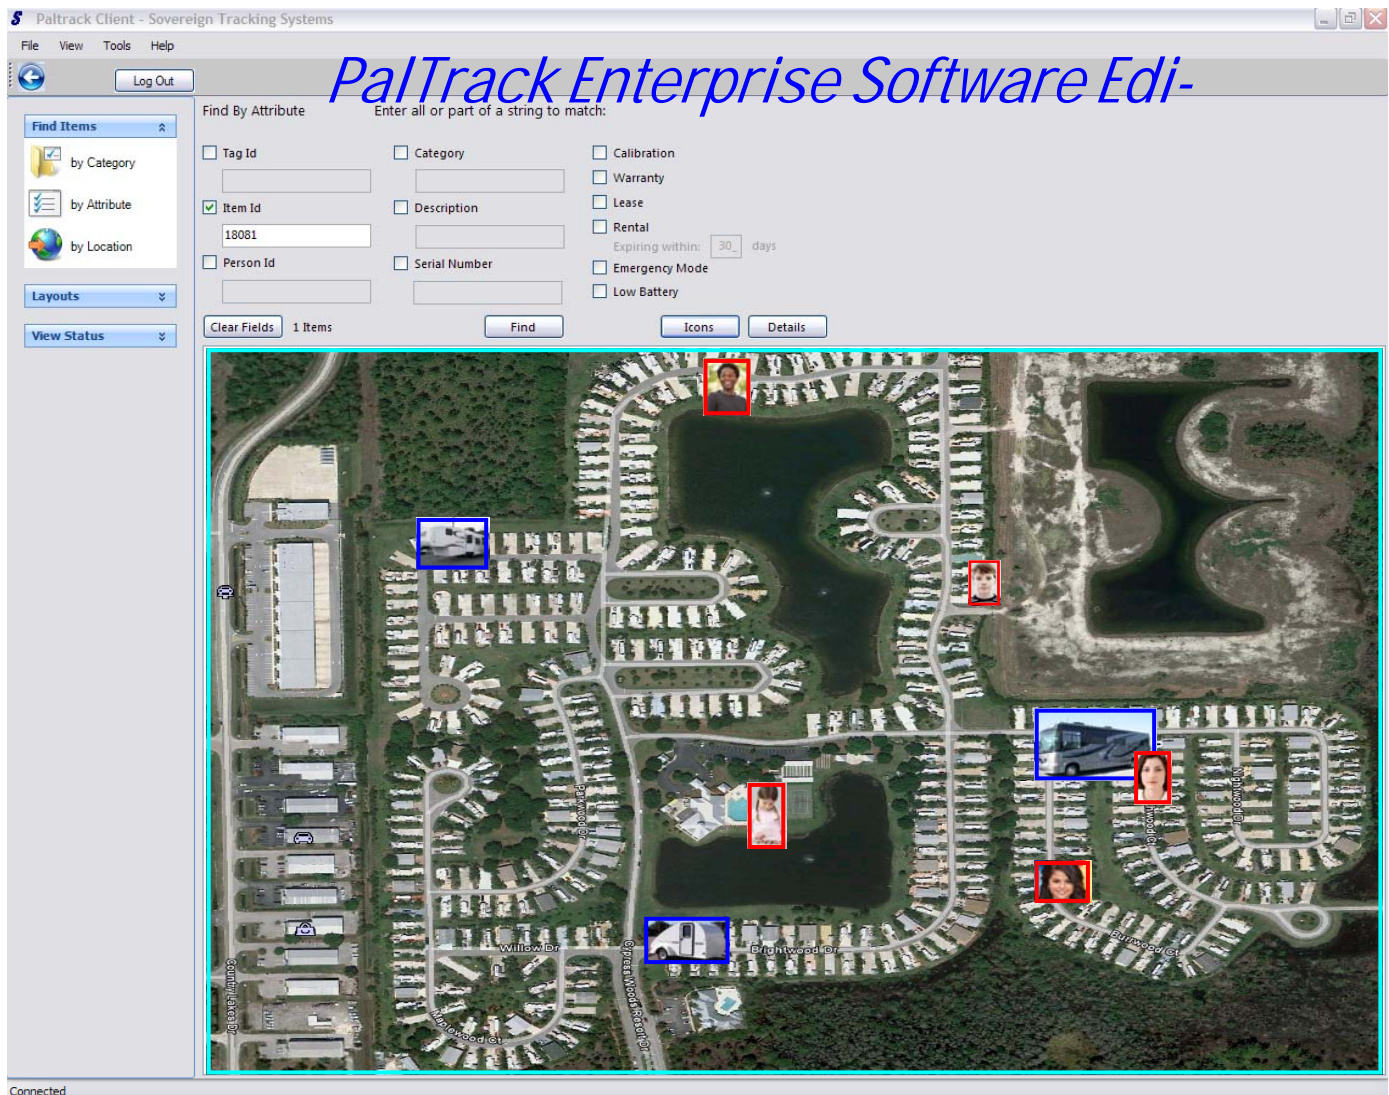 Paltrack Client - Sovereign Tracking Systems
File View Tools Help
Log Out
PalTrack Enterprise Software Edi-
Find By Attribute Enter all or part of a string to match:
Find Items
by Category
by Attribute
by Location
Layouts
View Status
Tag Id Category Calibration
Warranty
Item Id Description Lease
18081
Rental
Expiring within: 30_ days
Person Id Serial Number Emergency Mode
Low Battery
Clear Fields 1 Items Find Icons Details
Parkwood Dr
Nightwood Dr
Willow Dr
Brightwood Dr
Burrwood Ct
Cypress Woods Resort Dr
Country Lakes Dr
Maplewood Ct
Connected